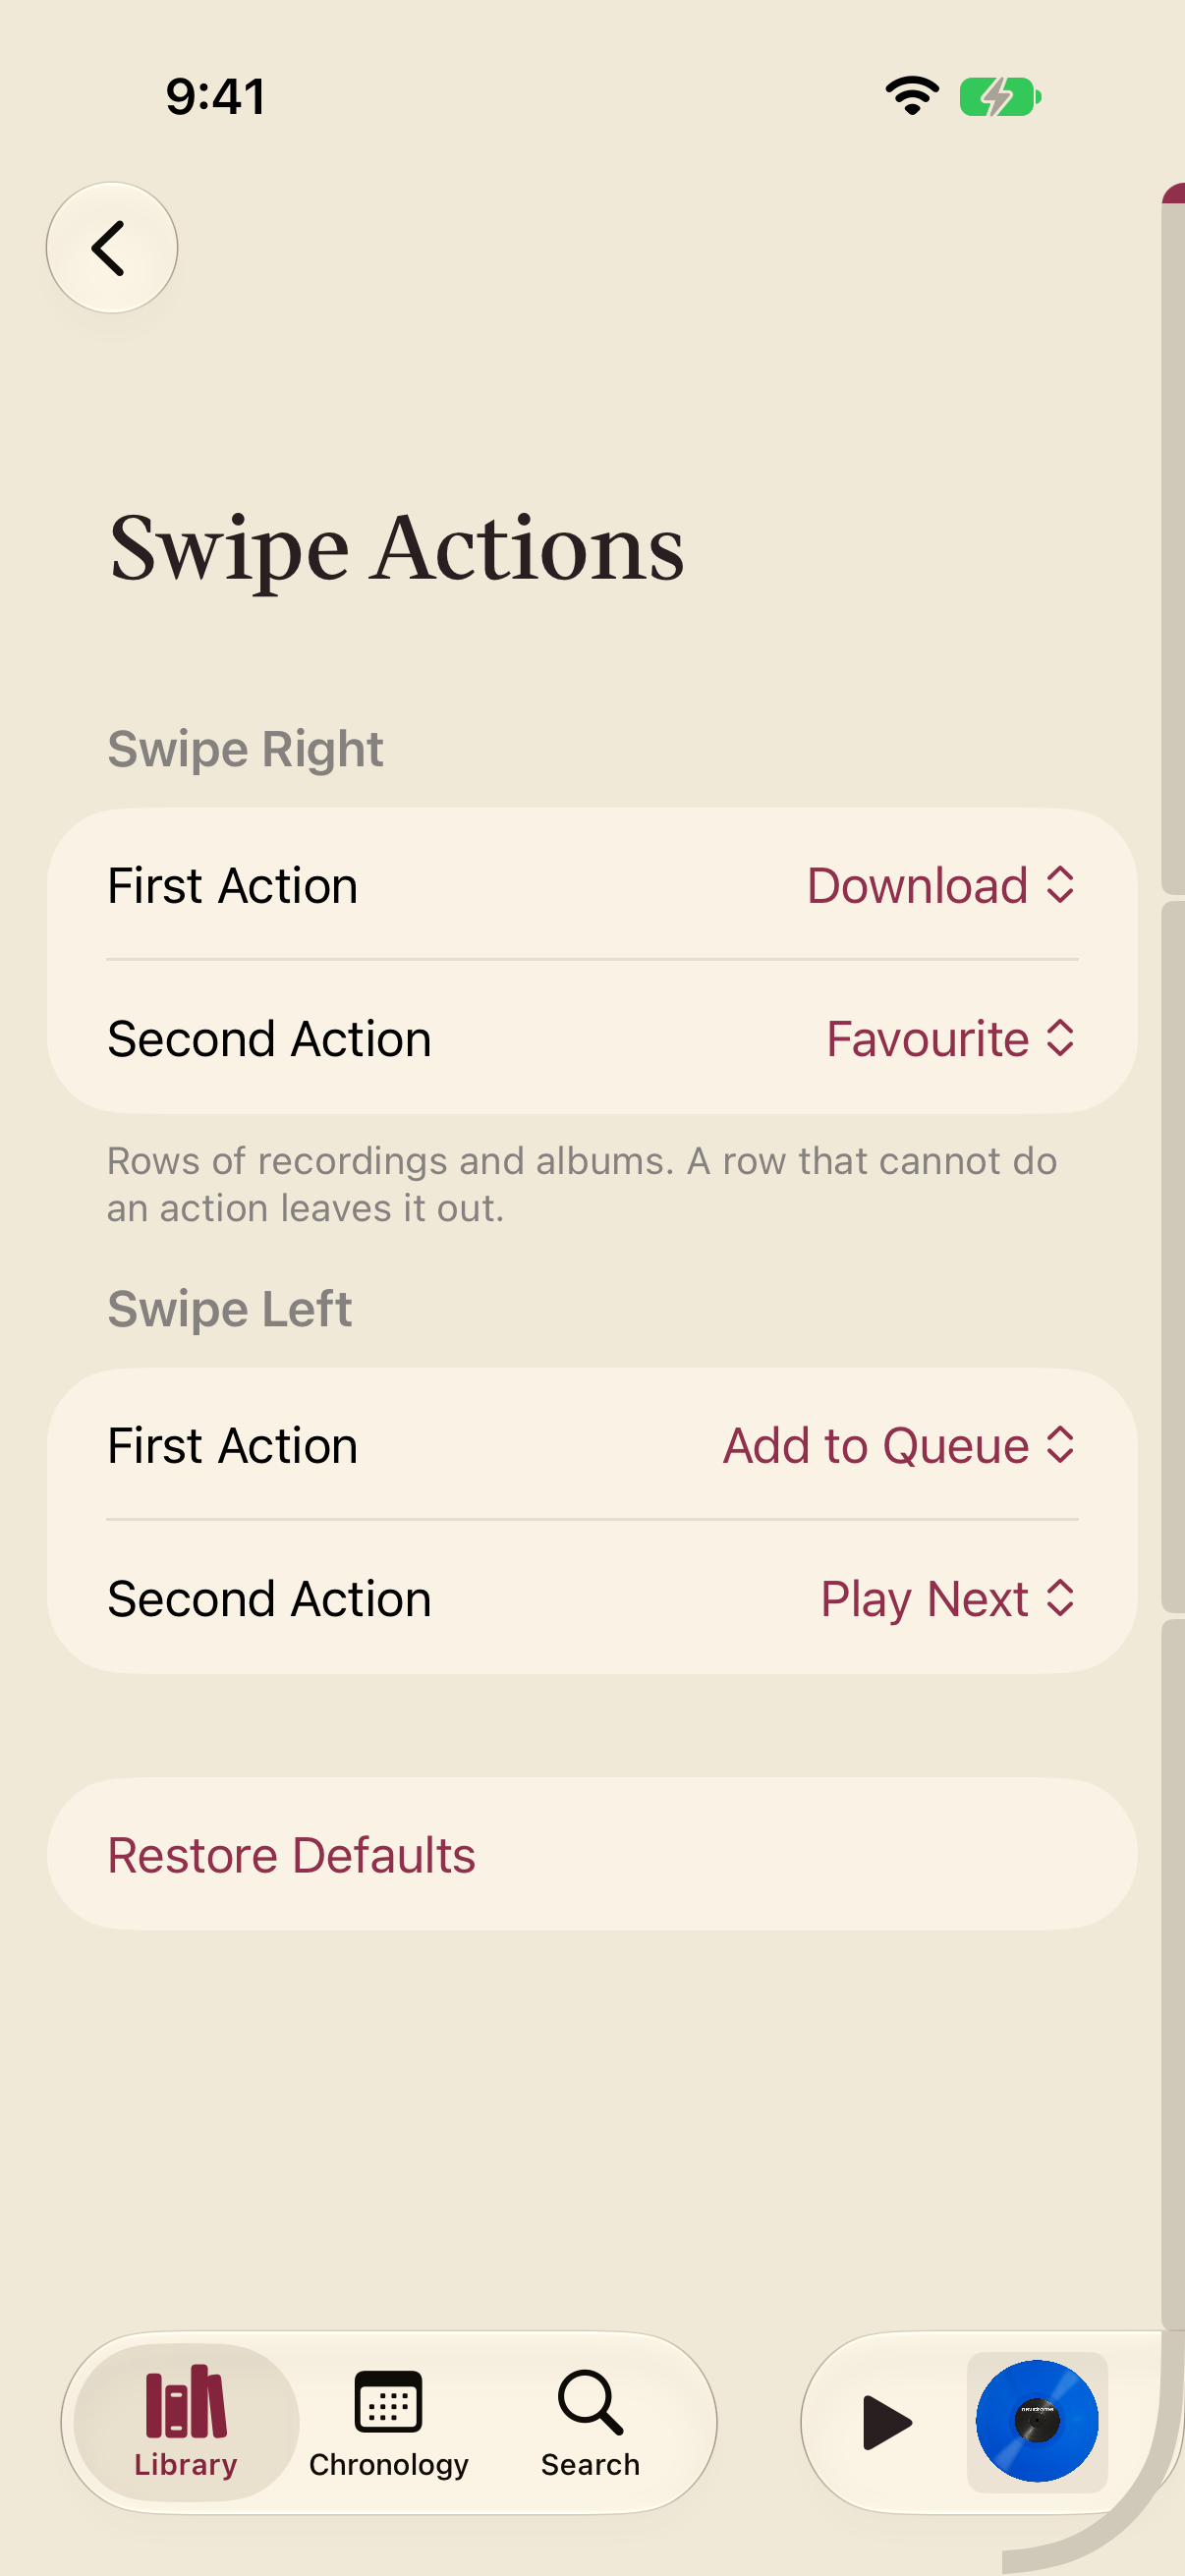 9:41
Swipe Actions
Swipe Right
First Action
Download
Second Action
Favourite
Rows of recordings and albums. A row that cannot do
an action leaves it out.
Swipe Left
First Action
Add to Queue
Second Action
Play Next
Restore Defaults
Library
Chronology
Search